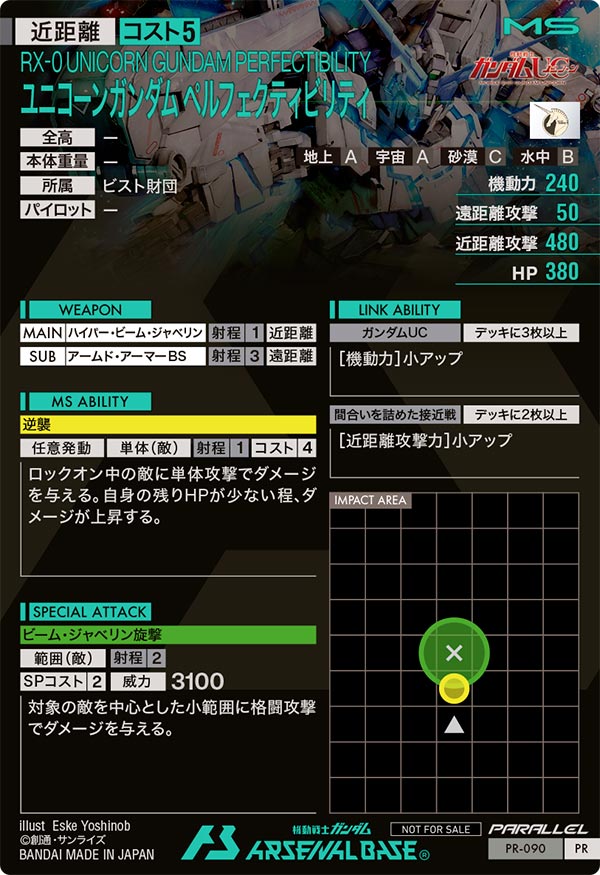 近距離 コスト5 MS
RX-0 UNICORN GUNDAM PERFECTIBILITY
ユニコーンガンダム ペルフェクティビリティ
機動戦士ガンダムUC
全高 —
本体重量 —
所属 ビスト財団
パイロット —
地上 A 宇宙 A 砂漠 C 水中 B
機動力 240
遠距離攻撃 50
近距離攻撃 480
HP 380
WEAPON
MAIN ハイパー・ビーム・ジャベリン 射程 1 近距離
SUB アームド・アーマーBS 射程 3 遠距離
MS ABILITY
逆襲
任意発動 単体(敵) 射程 1 コスト 4
ロックオン中の敵に単体攻撃でダメージ
を与える。自身の残りHPが少ない程、ダ
メージが上昇する。
SPECIAL ATTACK
ビーム・ジャベリン旋撃
範囲(敵) 射程 2
SPコスト 2 威力 3100
対象の敵を中心とした小範囲に格闘攻撃
でダメージを与える。
LINK ABILITY
ガンダムUC デッキに3枚以上
[機動力]小アップ
間合いを詰めた接近戦 デッキに2枚以上
[近距離攻撃力]小アップ
IMPACT AREA
illust Eske Yoshinob
©創通・サンライズ
BANDAI MADE IN JAPAN
機動戦士ガンダム
ARSENAL BASE®
NOT FOR SALE PARALLEL
PR-090 PR